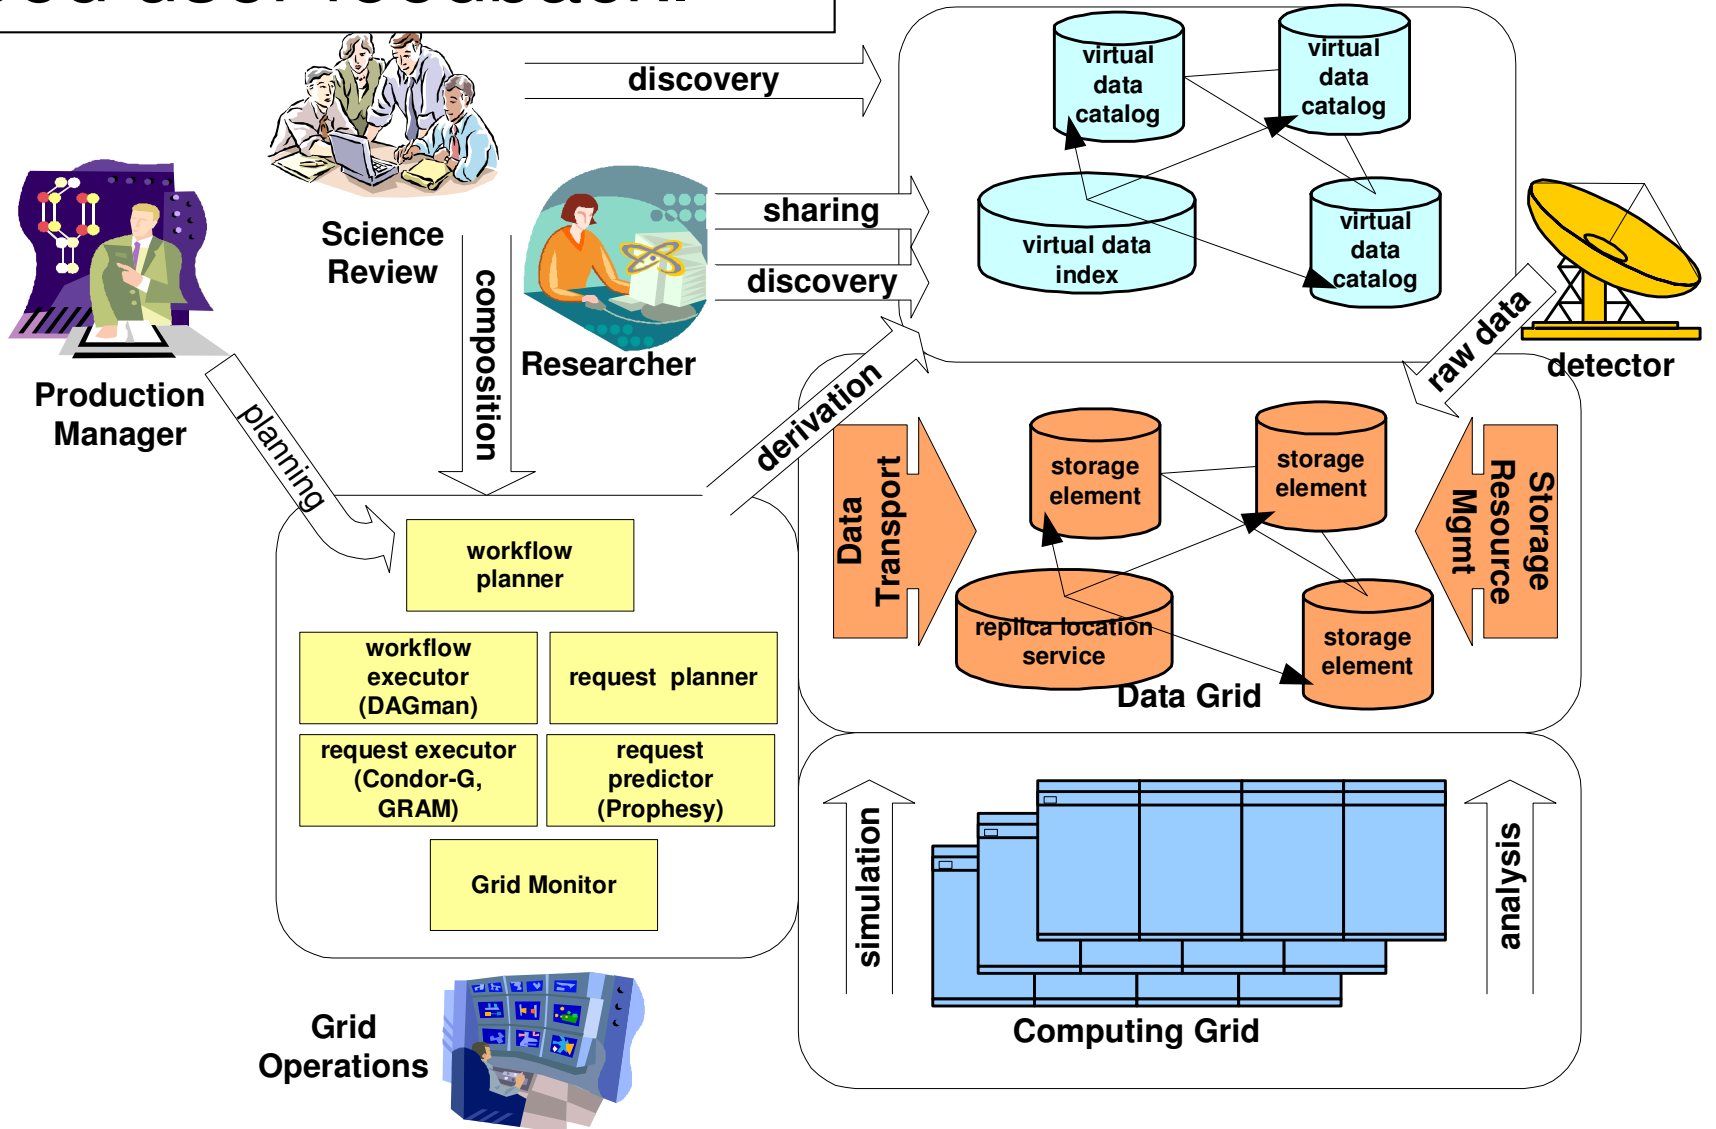 discovery
virtual
data
catalog
virtual
data
catalog
Science
Review
sharing
discovery
virtual data
index
virtual
data
catalog
composition
Researcher
raw data
detector
Production
Manager
planning
derivation
Data
Transport
storage
element
storage
element
Storage
Resource
Mgmt
workflow
planner
replica location
service
storage
element
Data Grid
workflow
executor
(DAGman)
request planner
request executor
(Condor-G,
GRAM)
request
predictor
(Prophesy)
Grid Monitor
simulation
analysis
Computing Grid
Grid
Operations